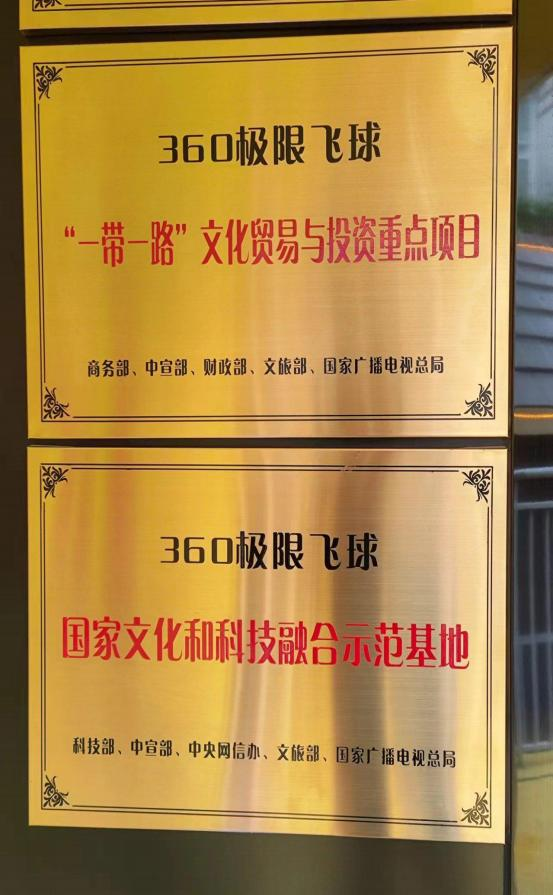 360极限飞球
“一带一路”文化贸易与投资重点项目
商务部、中宣部、财政部、文旅部、国家广播电视总局
360极限飞球
国家文化和科技融合示范基地
科技部、中宣部、中央网信办、文旅部、国家广播电视总局